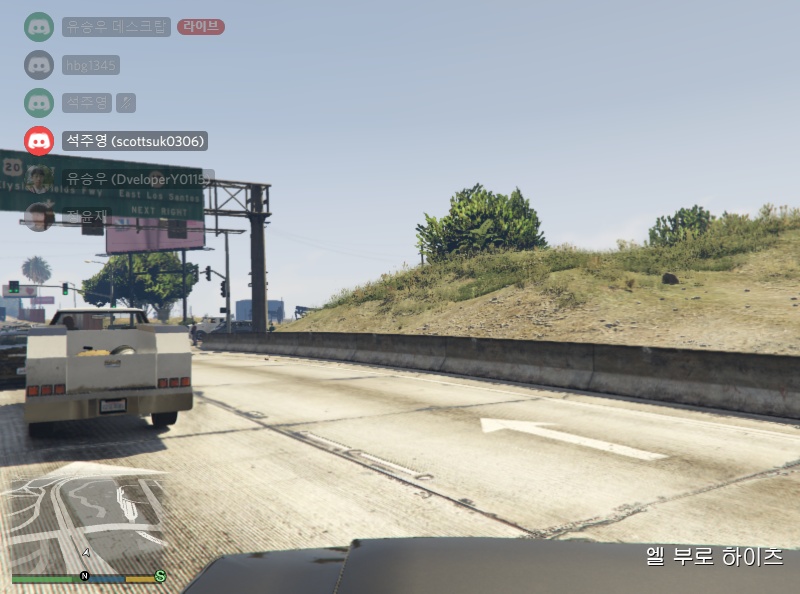 유승우 데스크탑 라이브
hbg1345
석주영
석주영 (scottsuk0306)
유승우 (DveloperY0115)
정윤재
20
East Los Santos
NEXT RIGHT
N
S
엘 부로 하이츠